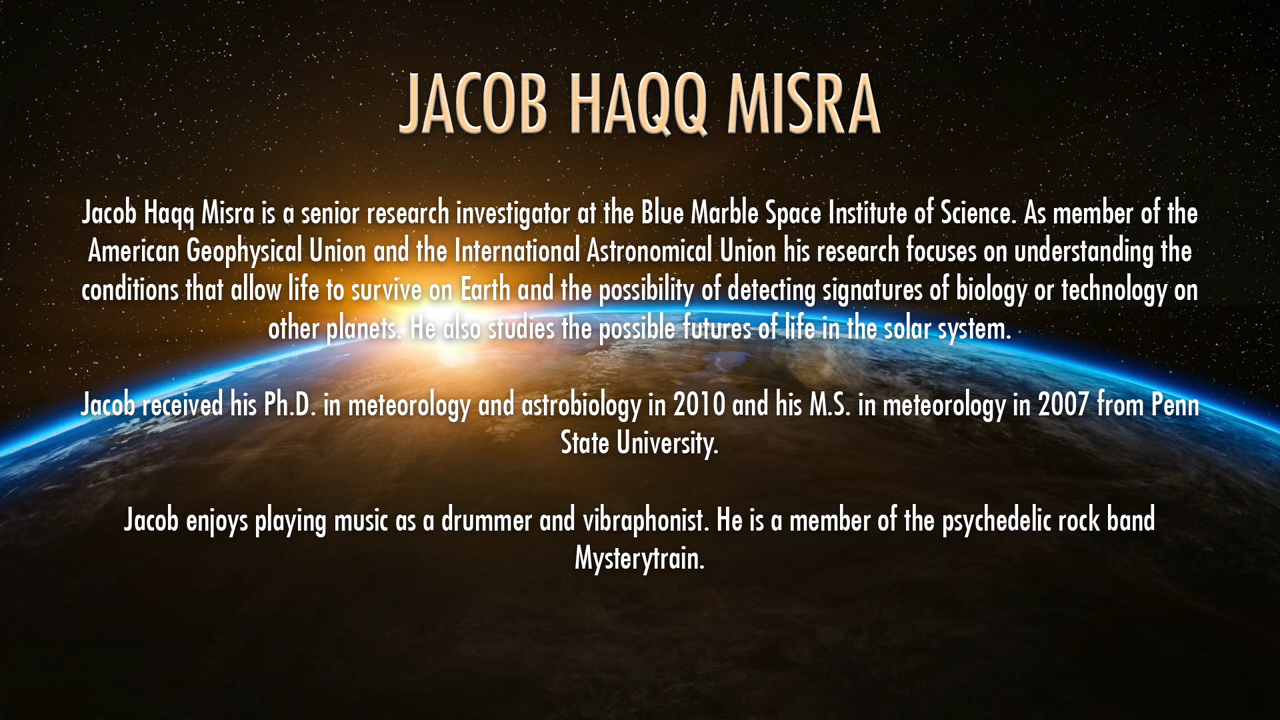 JACOB HAQQ MISRA
Jacob Haqq Misra is a senior research investigator at the Blue Marble Space Institute of Science. As member of the
American Geophysical Union and the International Astronomical Union his research focuses on understanding the
conditions that allow life to survive on Earth and the possibility of detecting signatures of biology or technology on
other planets. He also studies the possible futures of life in the solar system.
Jacob received his Ph.D. in meteorology and astrobiology in 2010 and his M.S. in meteorology in 2007 from Penn
State University.
Jacob enjoys playing music as a drummer and vibraphonist. He is a member of the psychedelic rock band
Mysterytrain.